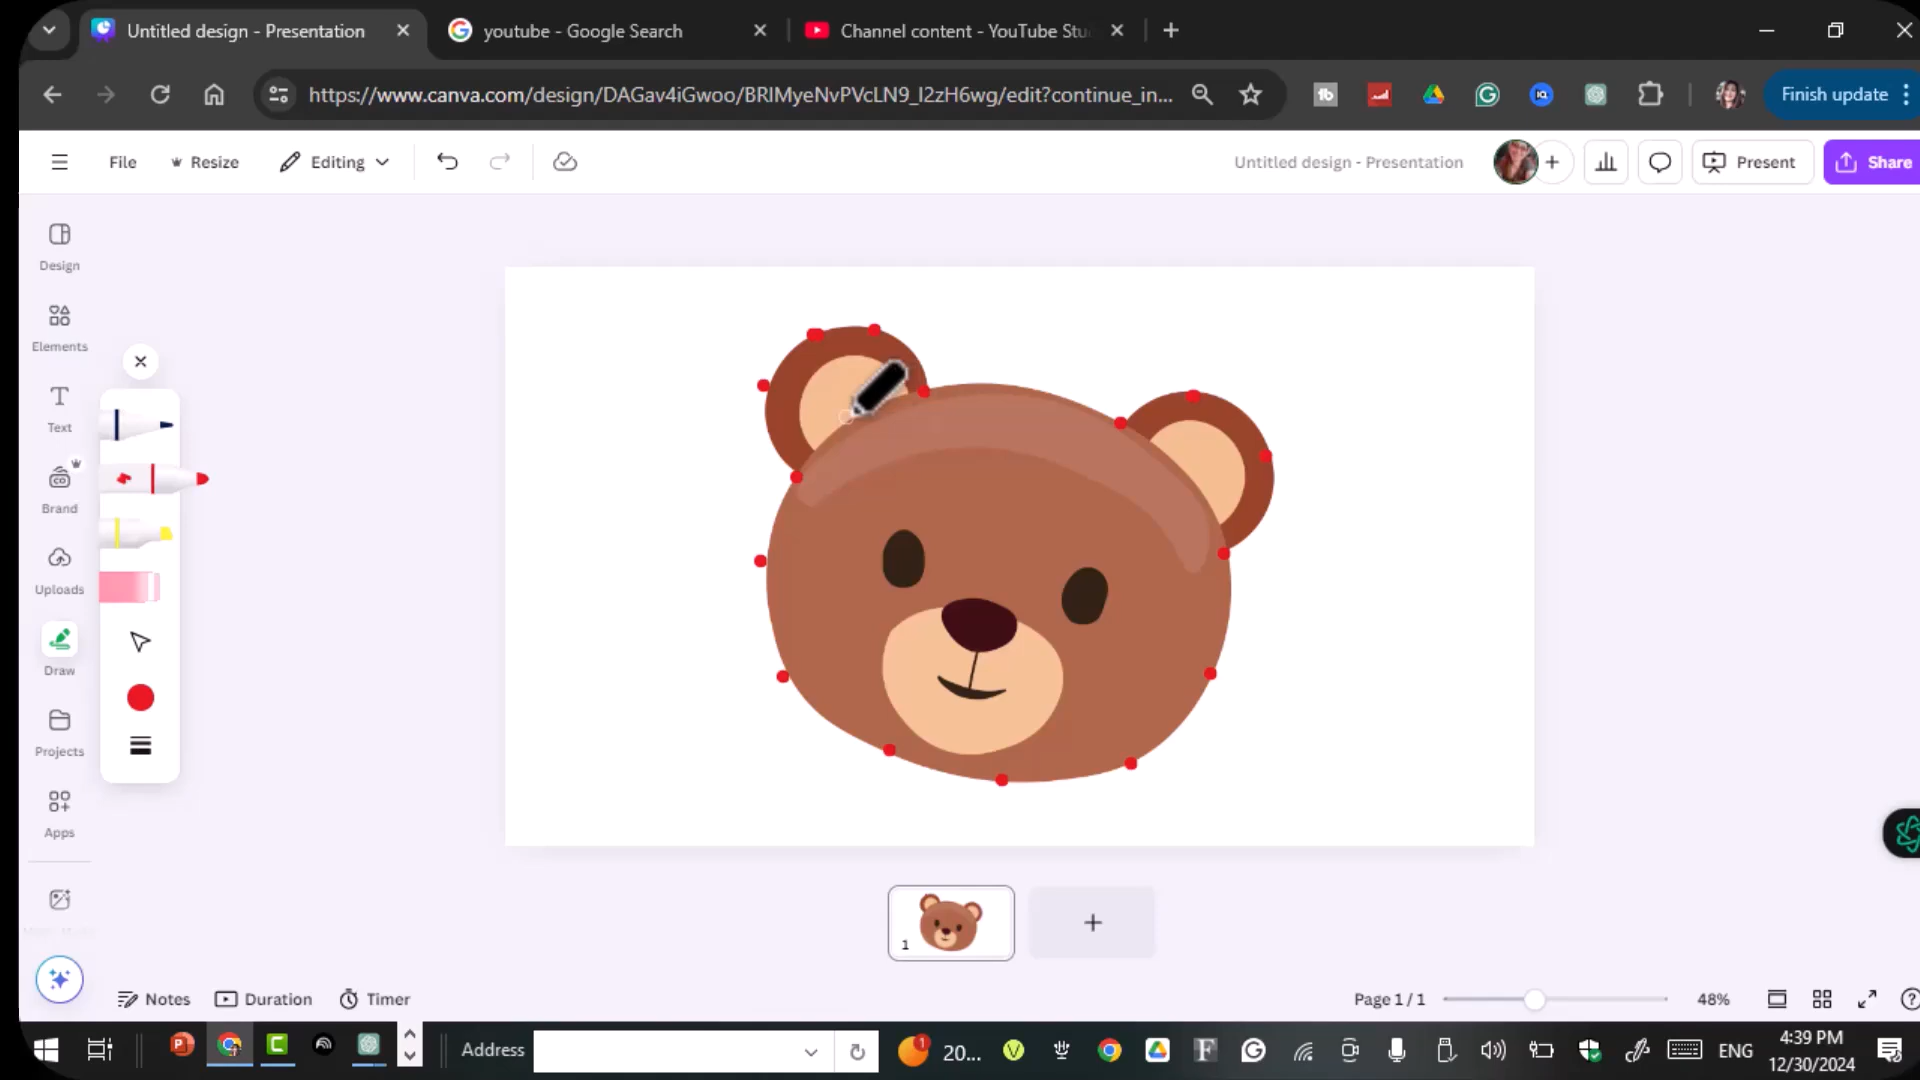 Untitled design - Presentation
youtube - Google Search
Channel content - YouTube Stu
https://www.canva.com/design/DAGav4iGwoo/BRIMyeNvPVcLN9_I2zH6wg/edit?continue_in...
Finish update
File
Resize
Editing
Untitled design - Presentation
Present
Share
Design
Elements
Text
Brand
Uploads
Draw
Projects
Apps
1
Notes
Duration
Timer
Page 1 / 1
48%
Address
1
20...
ENG
4:39 PM
12/30/2024